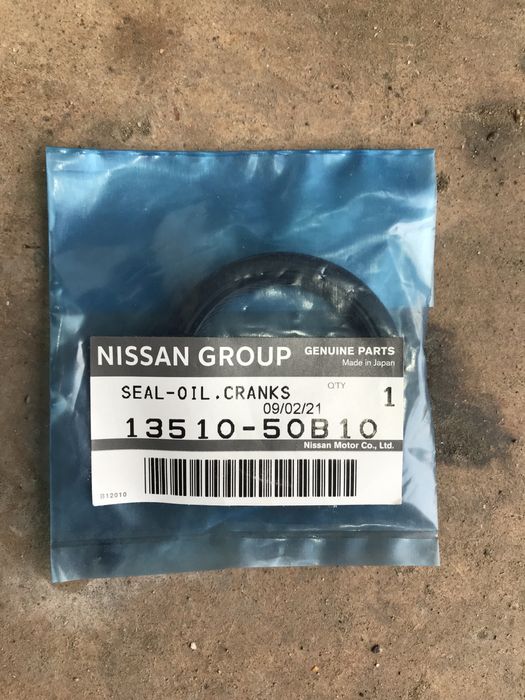 NISSAN GROUP GENUINE PARTS
Made in Japan
SEAL-OIL.CRANKS QTY 1
09/02/21
13510-50B10
Nissan Motor Co., Ltd.
B12010